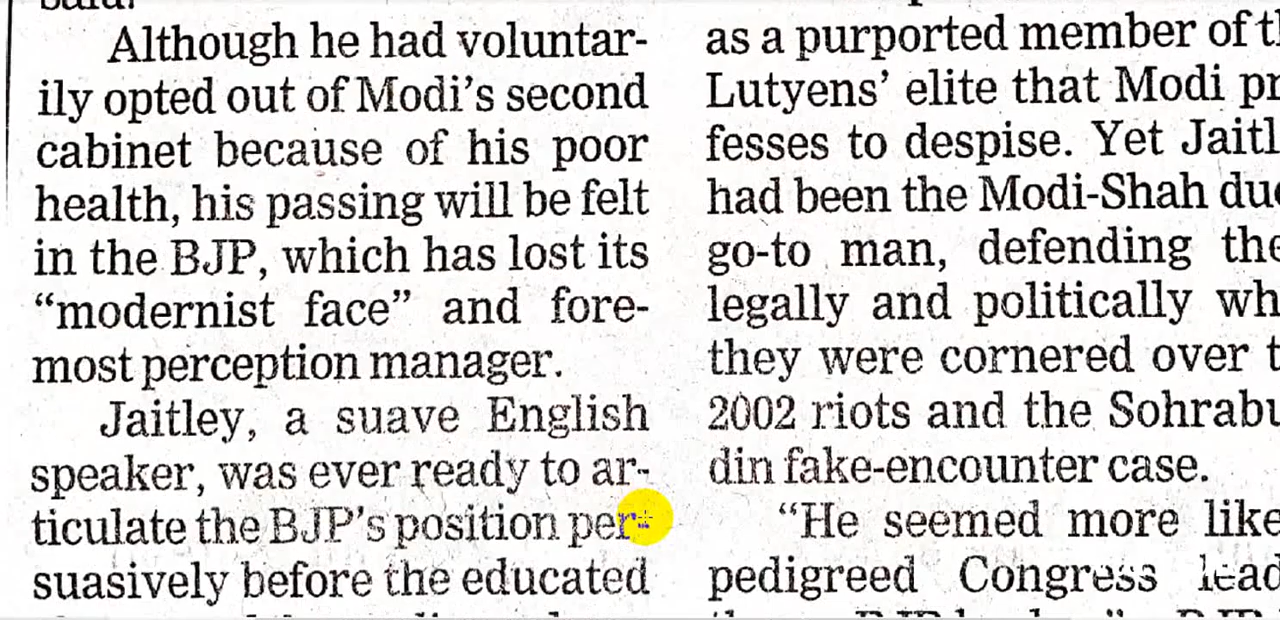 Although he had voluntar-
ily opted out of Modi's second
cabinet because of his poor
health, his passing will be felt
in the BJP, which has lost its
“modernist face” and fore-
most perception manager.
Jaitley, a suave English
speaker, was ever ready to ar-
ticulate the BJP's position per-
suasively before the educated
as a purported member of
Lutyens' elite that Modi
fesses to despise. Yet
had been the Modi-Shah
go-to man, defending
legally and politically
they were cornered over
2002 riots and the
din fake-encounter case.
“He seemed more like
pedigreed Congress